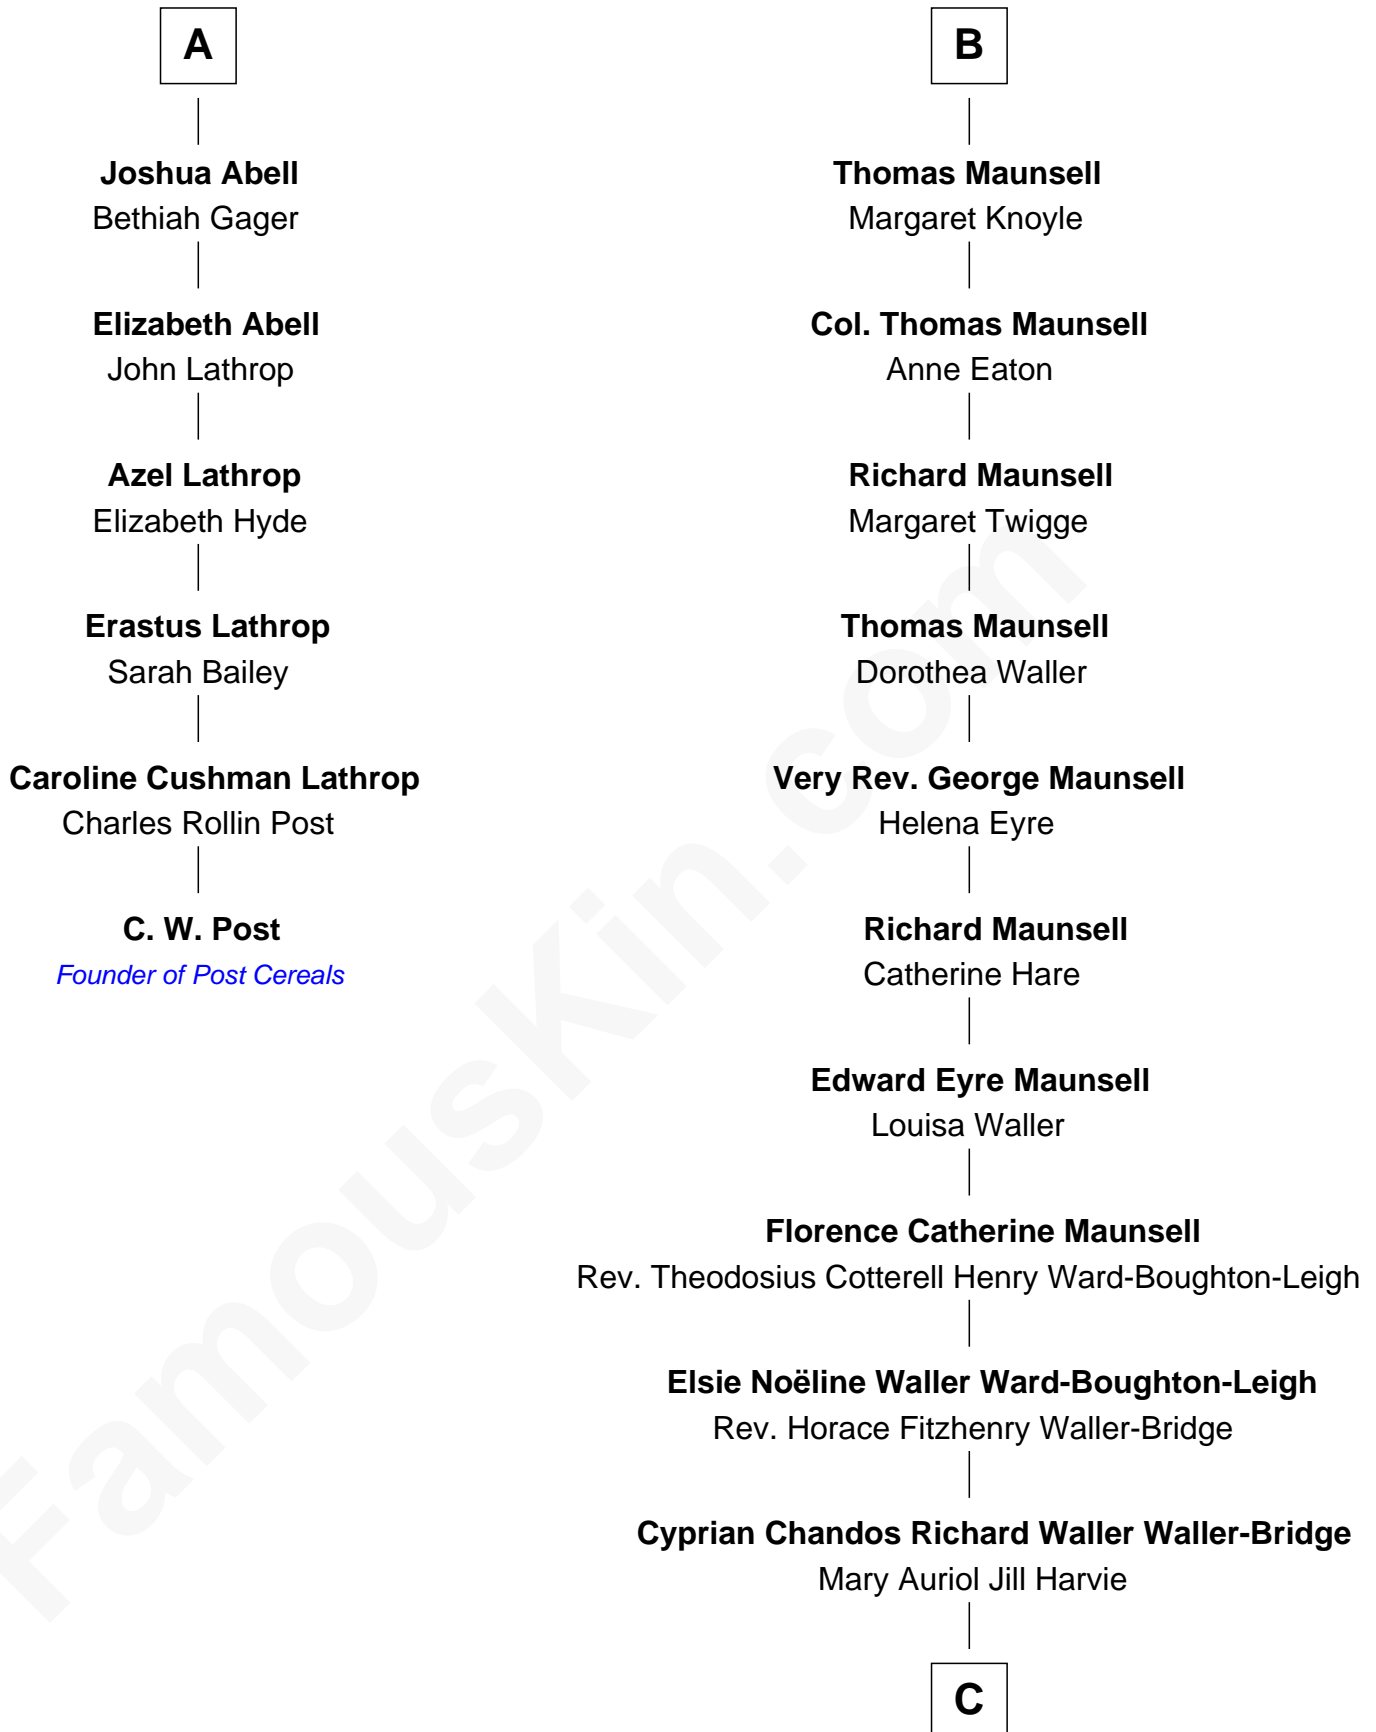 A
Joshua Abell
Bethiah Gager
Elizabeth Abell
John Lathrop
Azel Lathrop
Elizabeth Hyde
Erastus Lathrop
Sarah Bailey
Caroline Cushman Lathrop
Charles Rollin Post
C. W. Post
Founder of Post Cereals
B
Thomas Maunsell
Margaret Knoyle
Col. Thomas Maunsell
Anne Eaton
Richard Maunsell
Margaret Twigge
Thomas Maunsell
Dorothea Waller
Very Rev. George Maunsell
Helena Eyre
Richard Maunsell
Catherine Hare
Edward Eyre Maunsell
Louisa Waller
Florence Catherine Maunsell
Rev. Theodosius Cotterell Henry Ward-Boughton-Leigh
Elsie Noëline Waller Ward-Boughton-Leigh
Rev. Horace Fitzhenry Waller-Bridge
Cyprian Chandos Richard Waller Waller-Bridge
Mary Auriol Jill Harvie
C
FamousKin.com